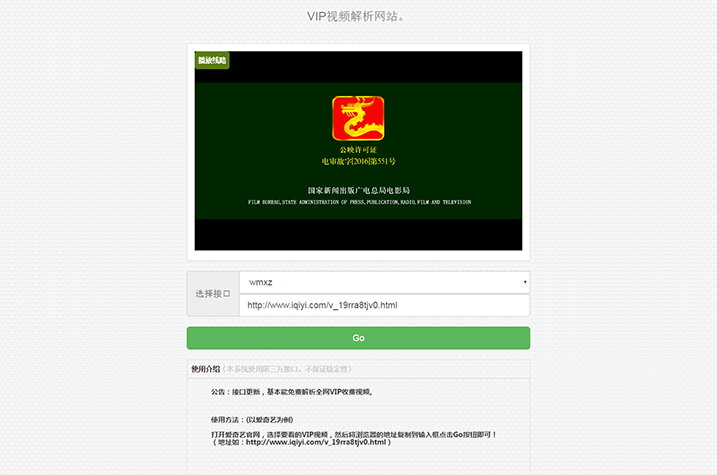 VIP视频解析网站。
播放线路
公映许可证
电审故字[2016]第551号
国家新闻出版广电总局电影局
FILM BUREAU,STATE ADMINISTRATION OF PRESS,PUBLICATION,RADIO,FILM AND TELEVISION
选择接口
wmxz
http://www.iqiyi.com/v_19rra8tjv0.html
Go
使用介绍（本系统使用第三方接口，不保证稳定性）
公告：接口更新，基本能免费解析全网VIP收费视频。
使用方法：(以爱奇艺为例)
打开爱奇艺官网，选择要看的VIP视频，然后将浏览器的地址复制到输入框点击Go按钮即可！
（地址如：http://www.iqiyi.com/v_19rra8tjv0.html）